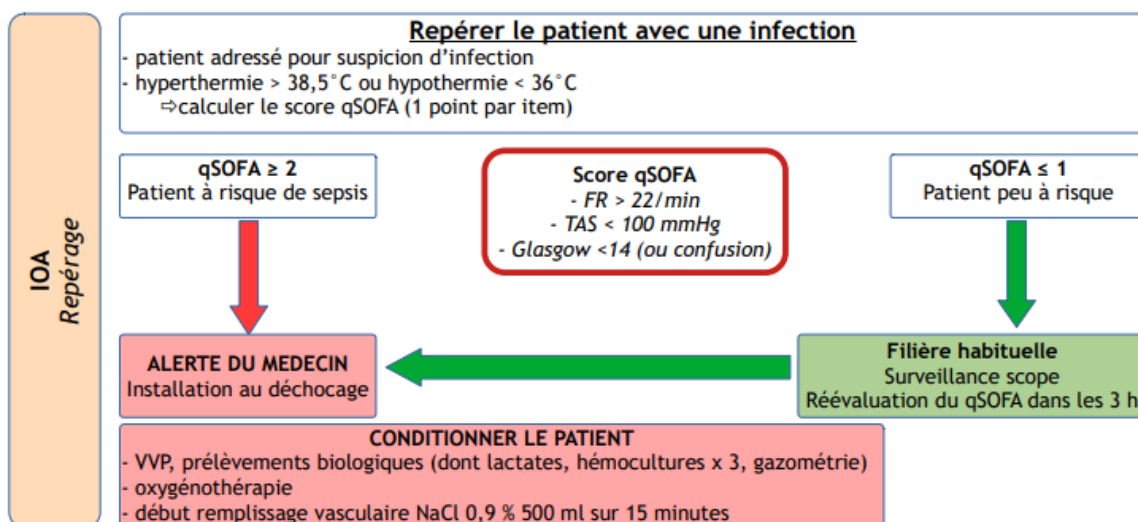 IOA
Repérage
Repérer le patient avec une infection
- patient adressé pour suspicion d’infection
- hyperthermie > 38,5°C ou hypothermie < 36°C
⇨calculer le score qSOFA (1 point par item)
qSOFA ≥ 2
Patient à risque de sepsis
Score qSOFA
- FR > 22/min
- TAS < 100 mmHg
- Glasgow <14 (ou confusion)
qSOFA ≤ 1
Patient peu à risque
ALERTE DU MEDECIN
Installation au déchocage
Filière habituelle
Surveillance scope
Réévaluation du qSOFA dans les 3 h
CONDITIONNER LE PATIENT
- VVP, prélèvements biologiques (dont lactates, hémocultures x 3, gazométrie)
- oxygénothérapie
- début remplissage vasculaire NaCl 0,9 % 500 ml sur 15 minutes